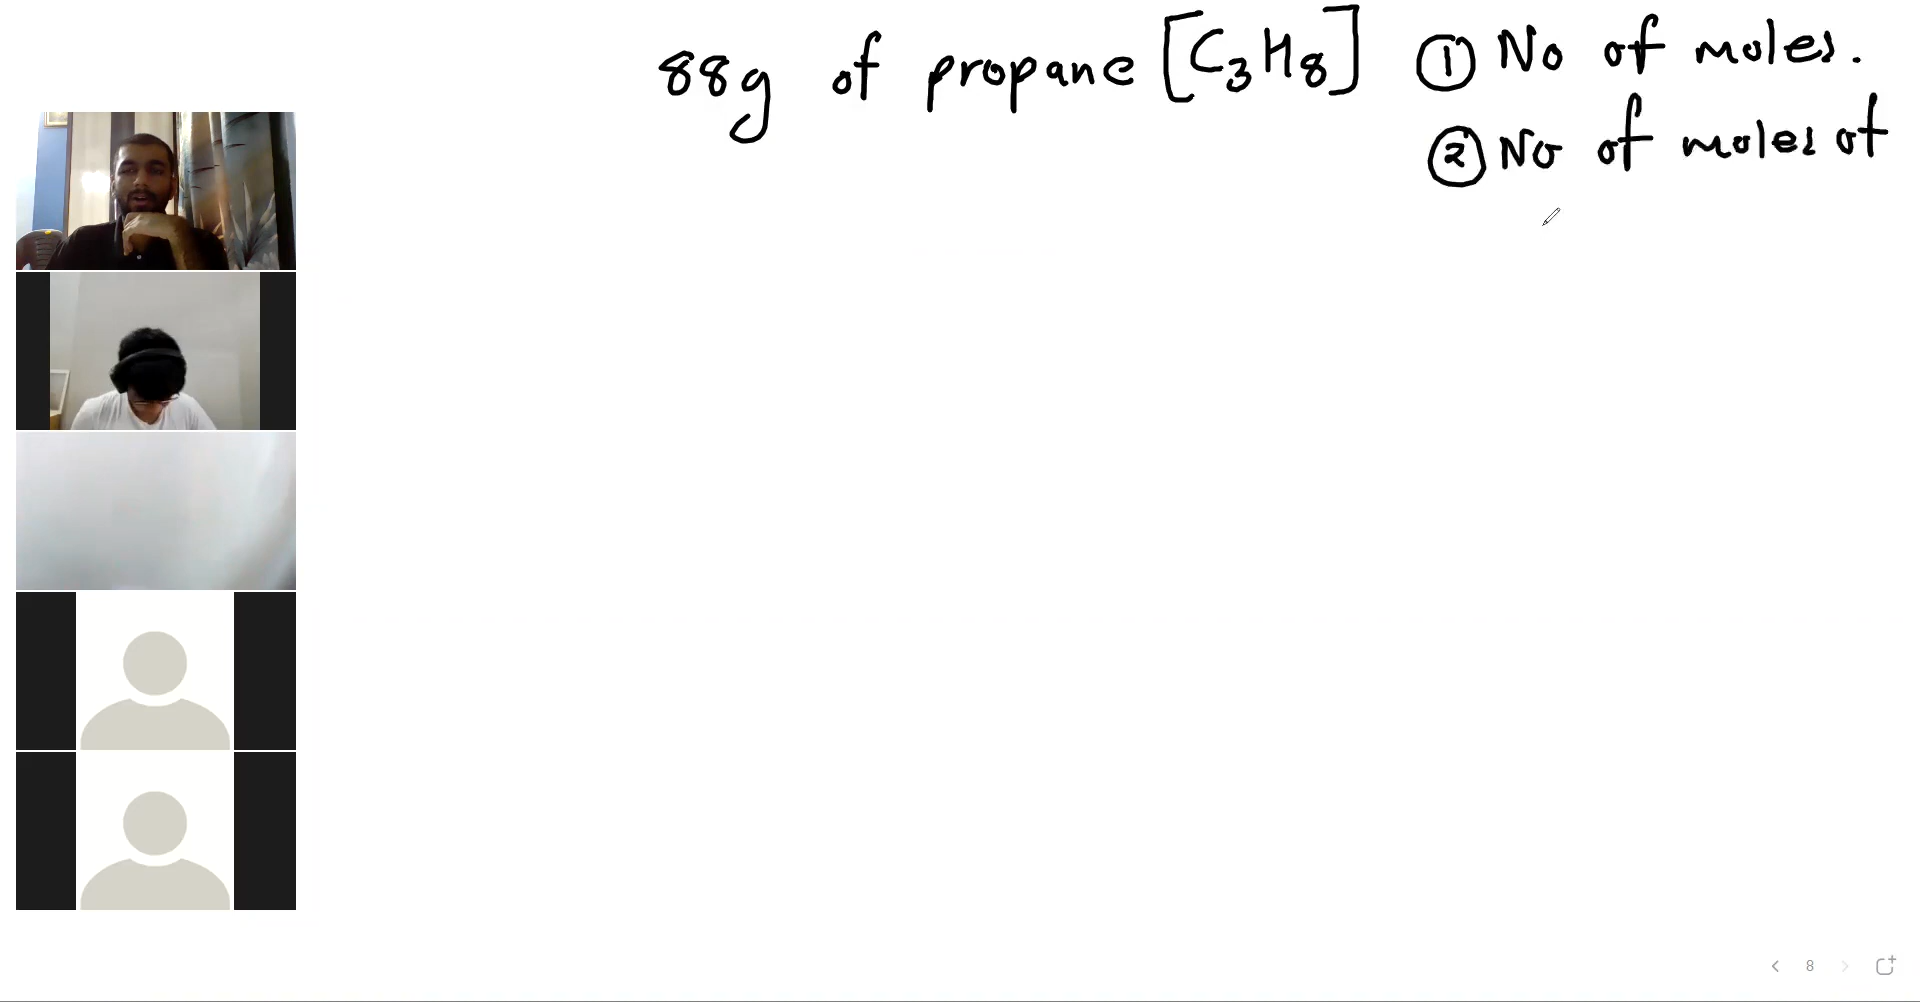 88g of propane [C₃H₈] ① No of moles.
② No of moles of
8